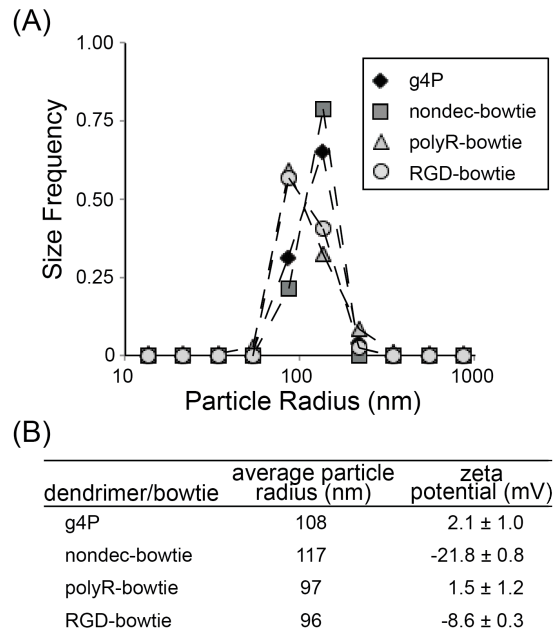 (A)
1.00
0.75
0.50
0.25
0
Size Frequency
10
100
1000
Particle Radius (nm)
g4P
nondec-bowtie
polyR-bowtie
RGD-bowtie
(B)
dendrimer/bowtie average particle radius (nm) zeta potential (mV)
g4P 108 2.1 ± 1.0
nondec-bowtie 117 -21.8 ± 0.8
polyR-bowtie 97 1.5 ± 1.2
RGD-bowtie 96 -8.6 ± 0.3